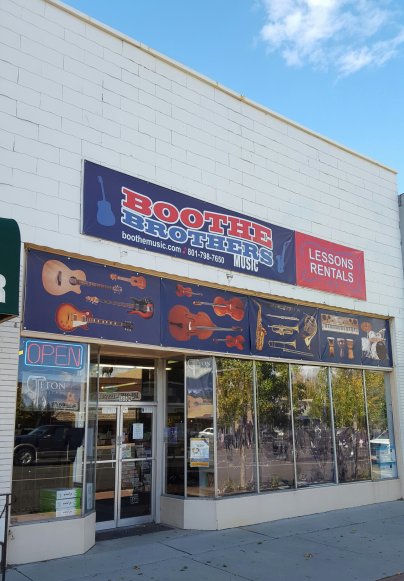 BOOTHE
BROTHERS
MUSIC
boothemusic.com 801-798-7650
LESSONS
RENTALS
R
OPEN